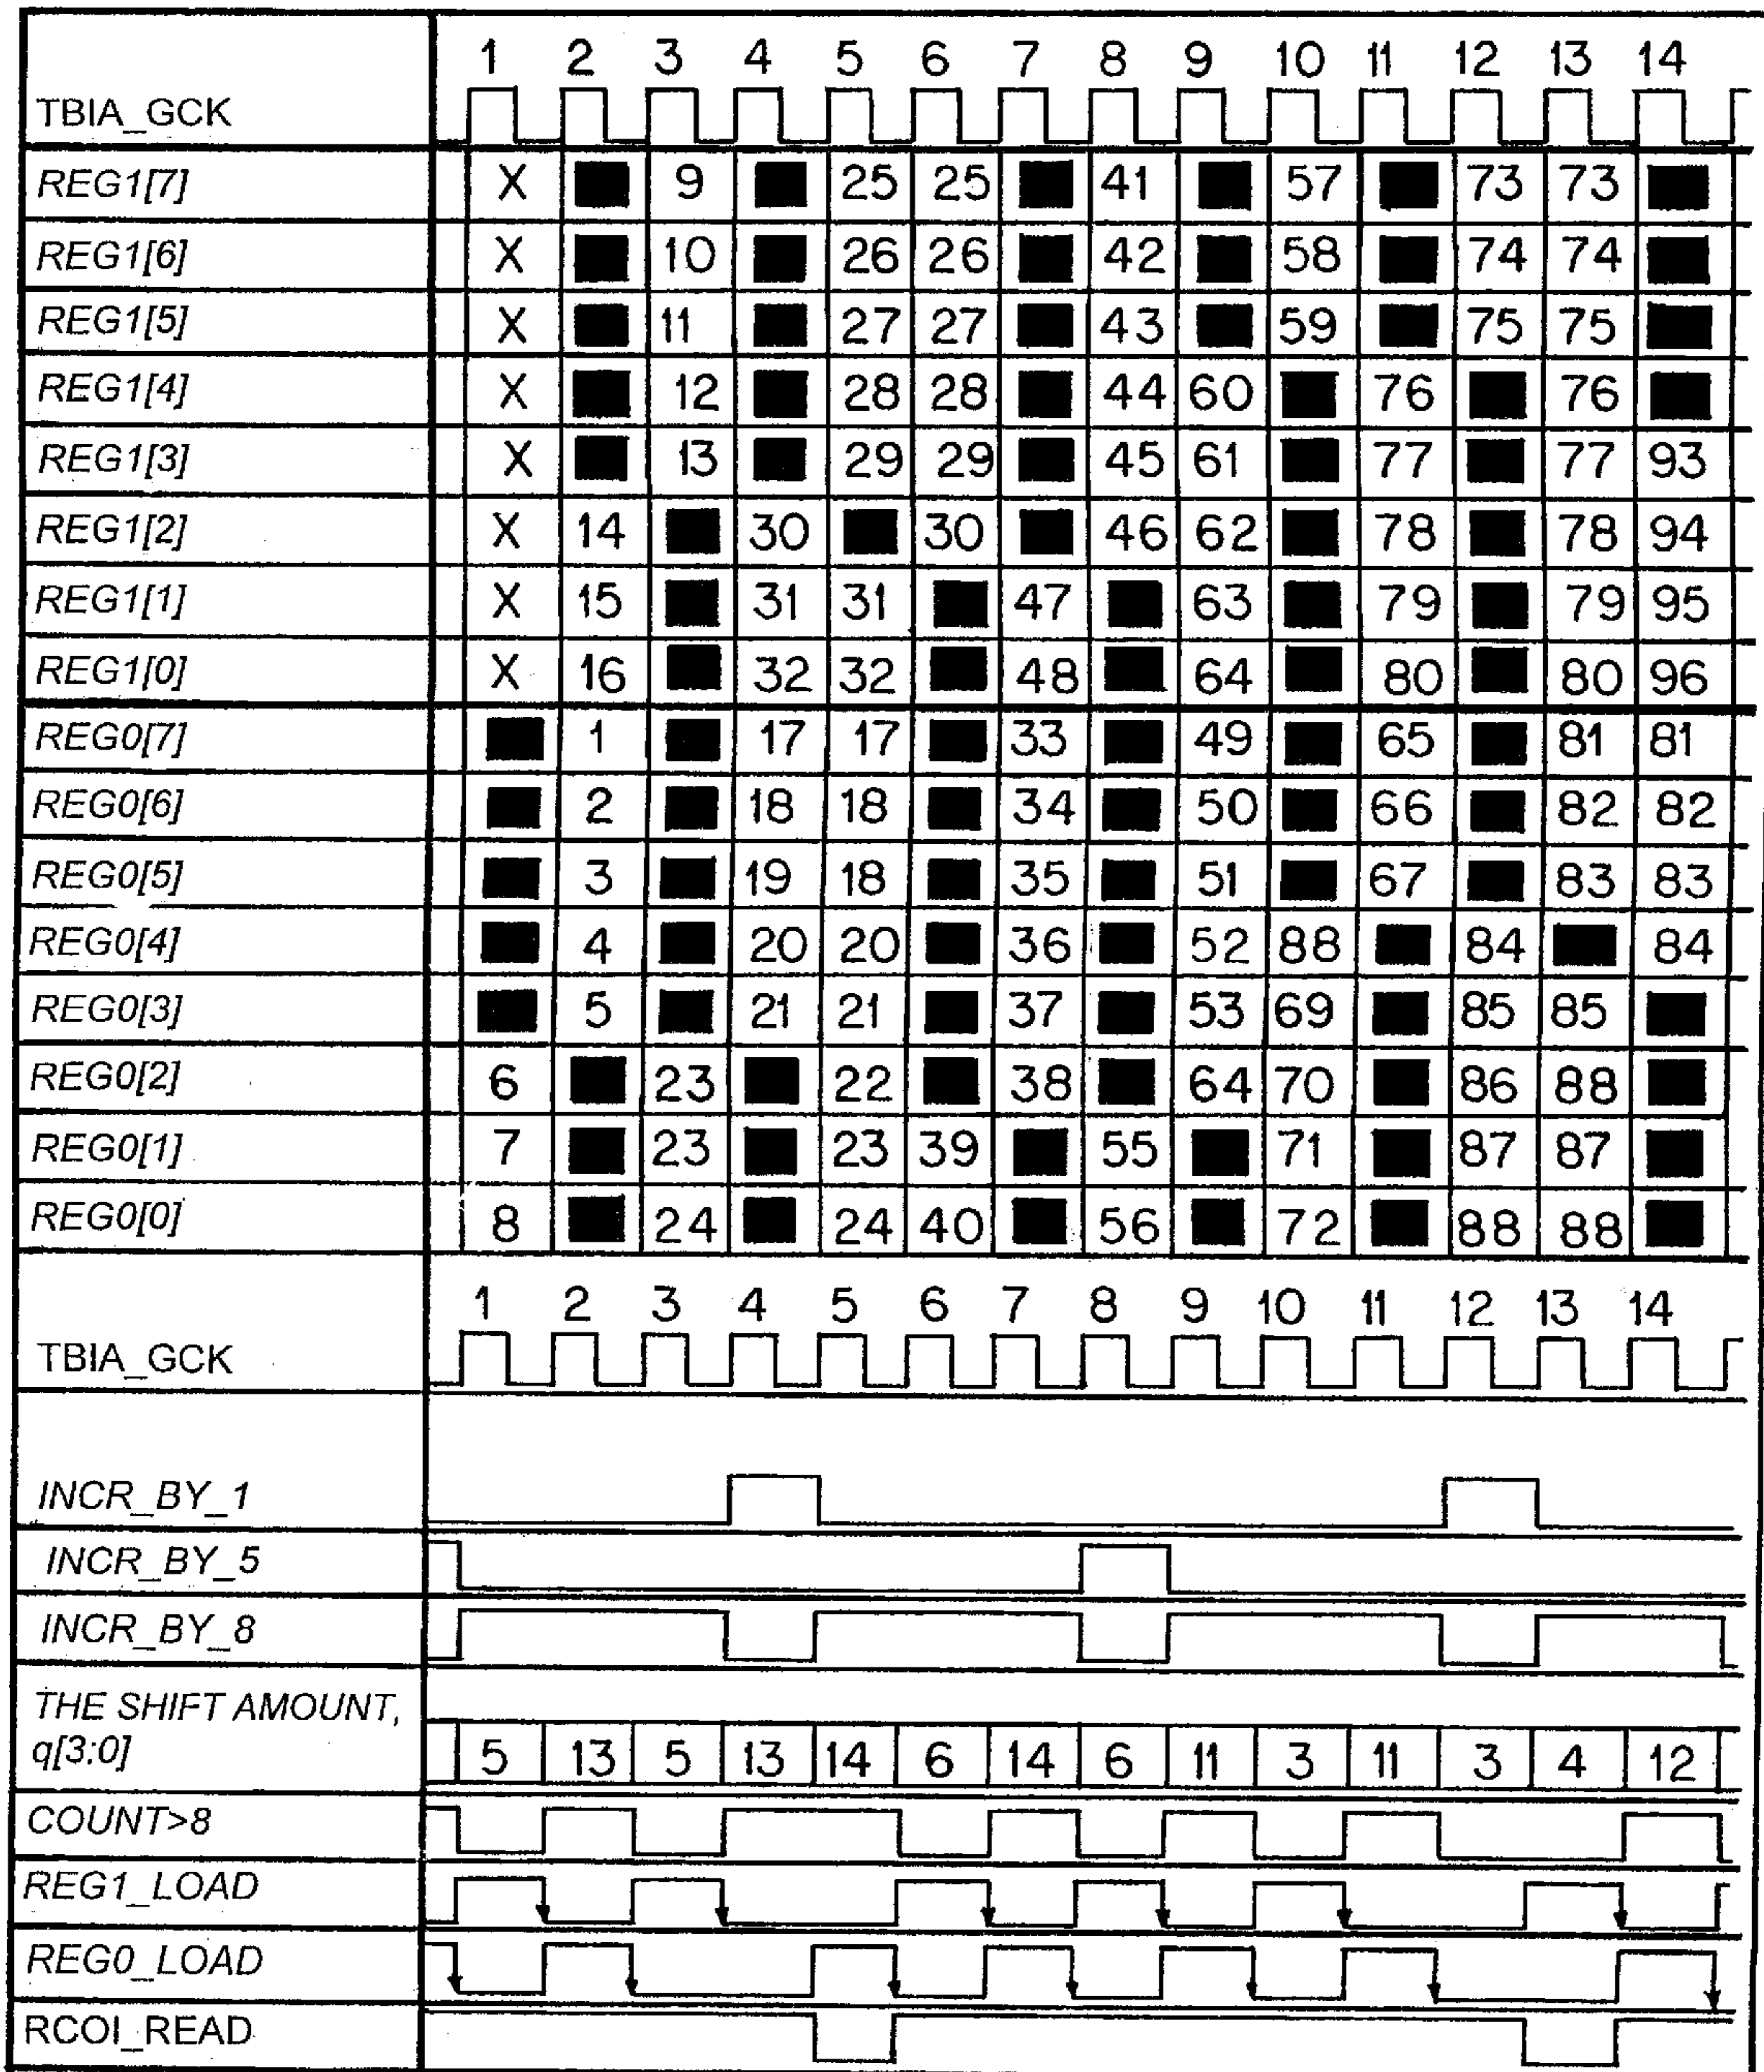 1 2 3 4 5 6 7 8 9 10 11 12 13 14
TBIA_GCK
REG1[7] X 9 25 25 41 57 73 73
REG1[6] X 10 26 26 42 58 74 74
REG1[5] X 11 27 27 43 59 75 75
REG1[4] X 12 28 28 44 60 76 76
REG1[3] X 13 29 29 45 61 77 77 93
REG1[2] X 14 30 30 46 62 78 78 94
REG1[1] X 15 31 31 47 63 79 79 95
REG1[0] X 16 32 32 48 64 80 80 96
REG0[7] 1 17 17 33 49 65 81 81
REG0[6] 2 18 18 34 50 66 82 82
REG0[5] 3 19 18 35 51 67 83 83
REG0[4] 4 20 20 36 52 88 84 84
REG0[3] 5 21 21 37 53 69 85 85
REG0[2] 6 23 22 38 64 70 86 88
REG0[1] 7 23 23 39 55 71 87 87
REG0[0] 8 24 24 40 56 72 88 88
1 2 3 4 5 6 7 8 9 10 11 12 13 14
TBIA_GCK
INCR_BY_1
INCR_BY_5
INCR_BY_8
THE SHIFT AMOUNT,
q[3:0] 5 13 5 13 14 6 14 6 11 3 11 3 4 12
COUNT>8
REG1_LOAD
REG0_LOAD
RCOI_READ